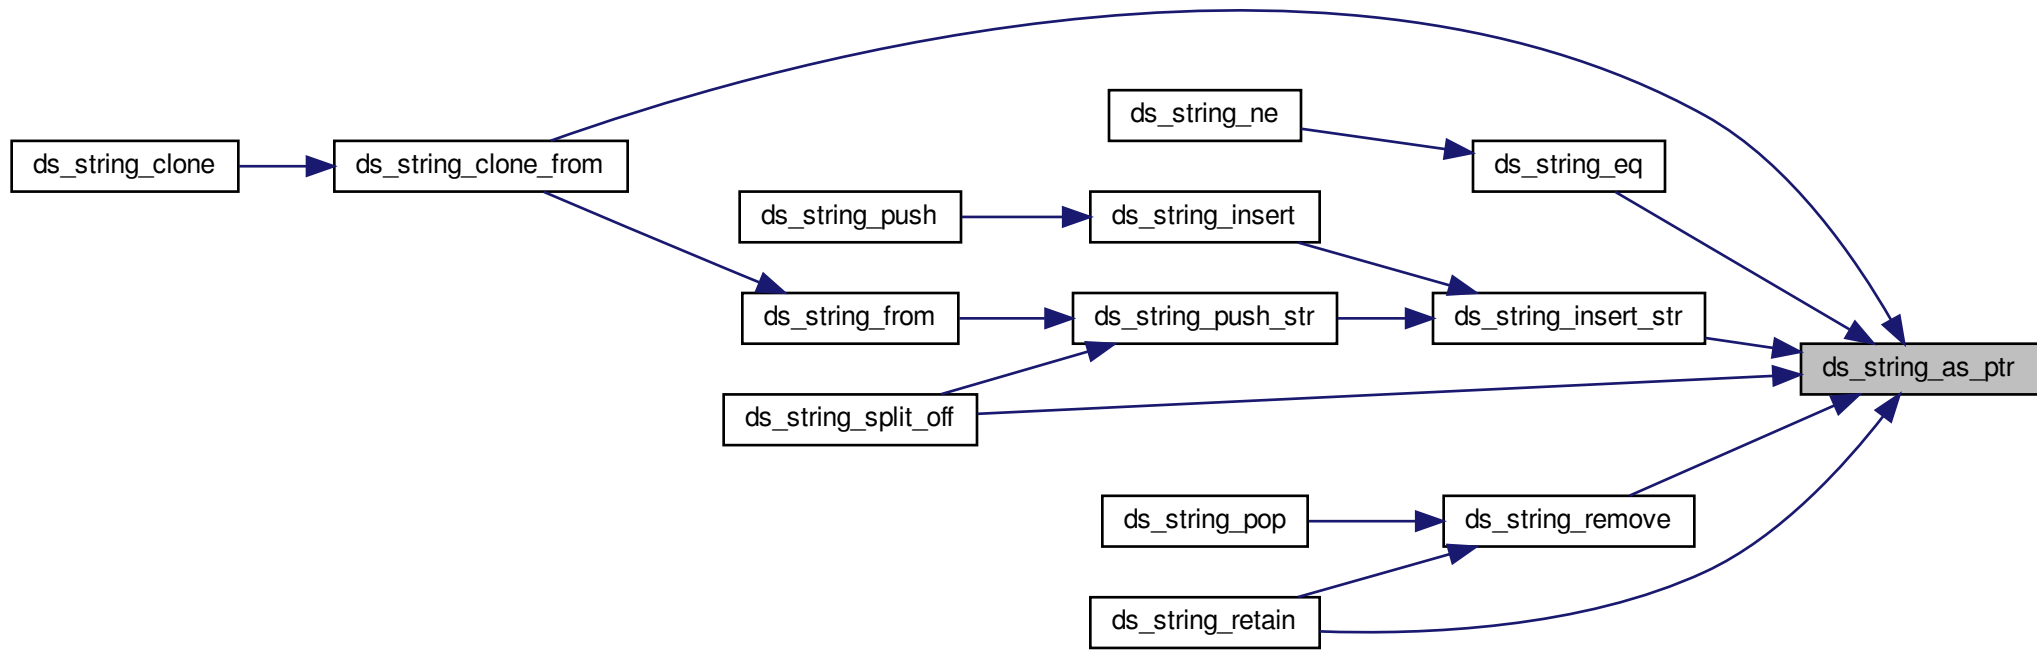 ds_string_ne
ds_string_clone
ds_string_clone_from
ds_string_eq
ds_string_push
ds_string_insert
ds_string_from
ds_string_push_str
ds_string_insert_str
ds_string_as_ptr
ds_string_split_off
ds_string_pop
ds_string_remove
ds_string_retain